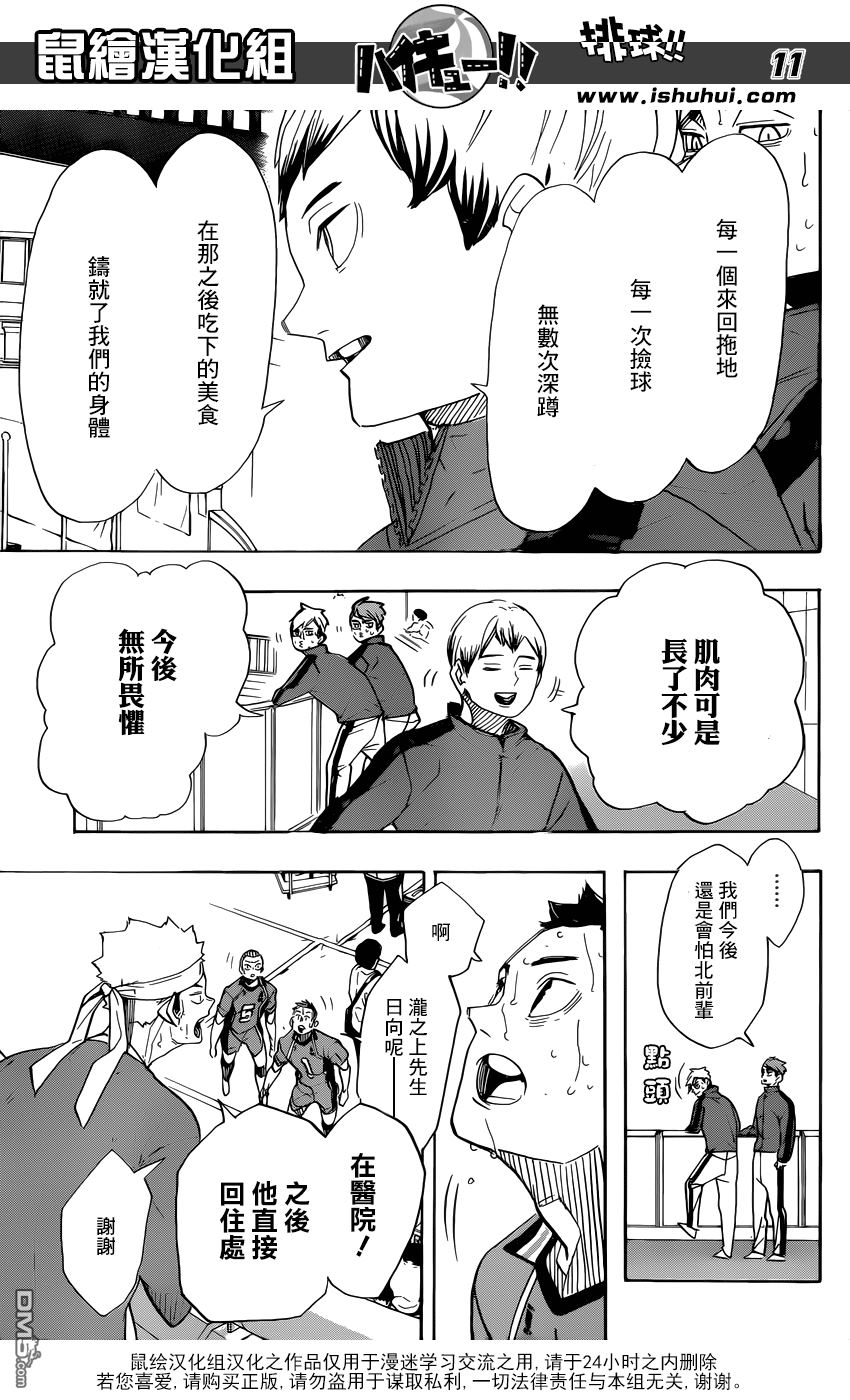 鼠繪漢化組
ハイキュー!!
排球!!
11
www.ishuhui.com
每一個來回拖地
每一次撿球
無數次深蹲
在那之後吃下的美食
鑄就了我們的身體
肌肉可是
長了不少
今後
無所畏懼
……
我們今後
還是會怕北前輩
點頭
啊
瀧之上先生
日向呢——
在醫院！
之後
他直接
回住處
謝謝
DM5.com
鼠绘汉化组汉化之作品仅用于漫迷学习交流之用,请于24小时之内删除
若您喜爱,请购买正版,请勿盗用于谋取私利,一切法律责任与本组无关,谢谢。